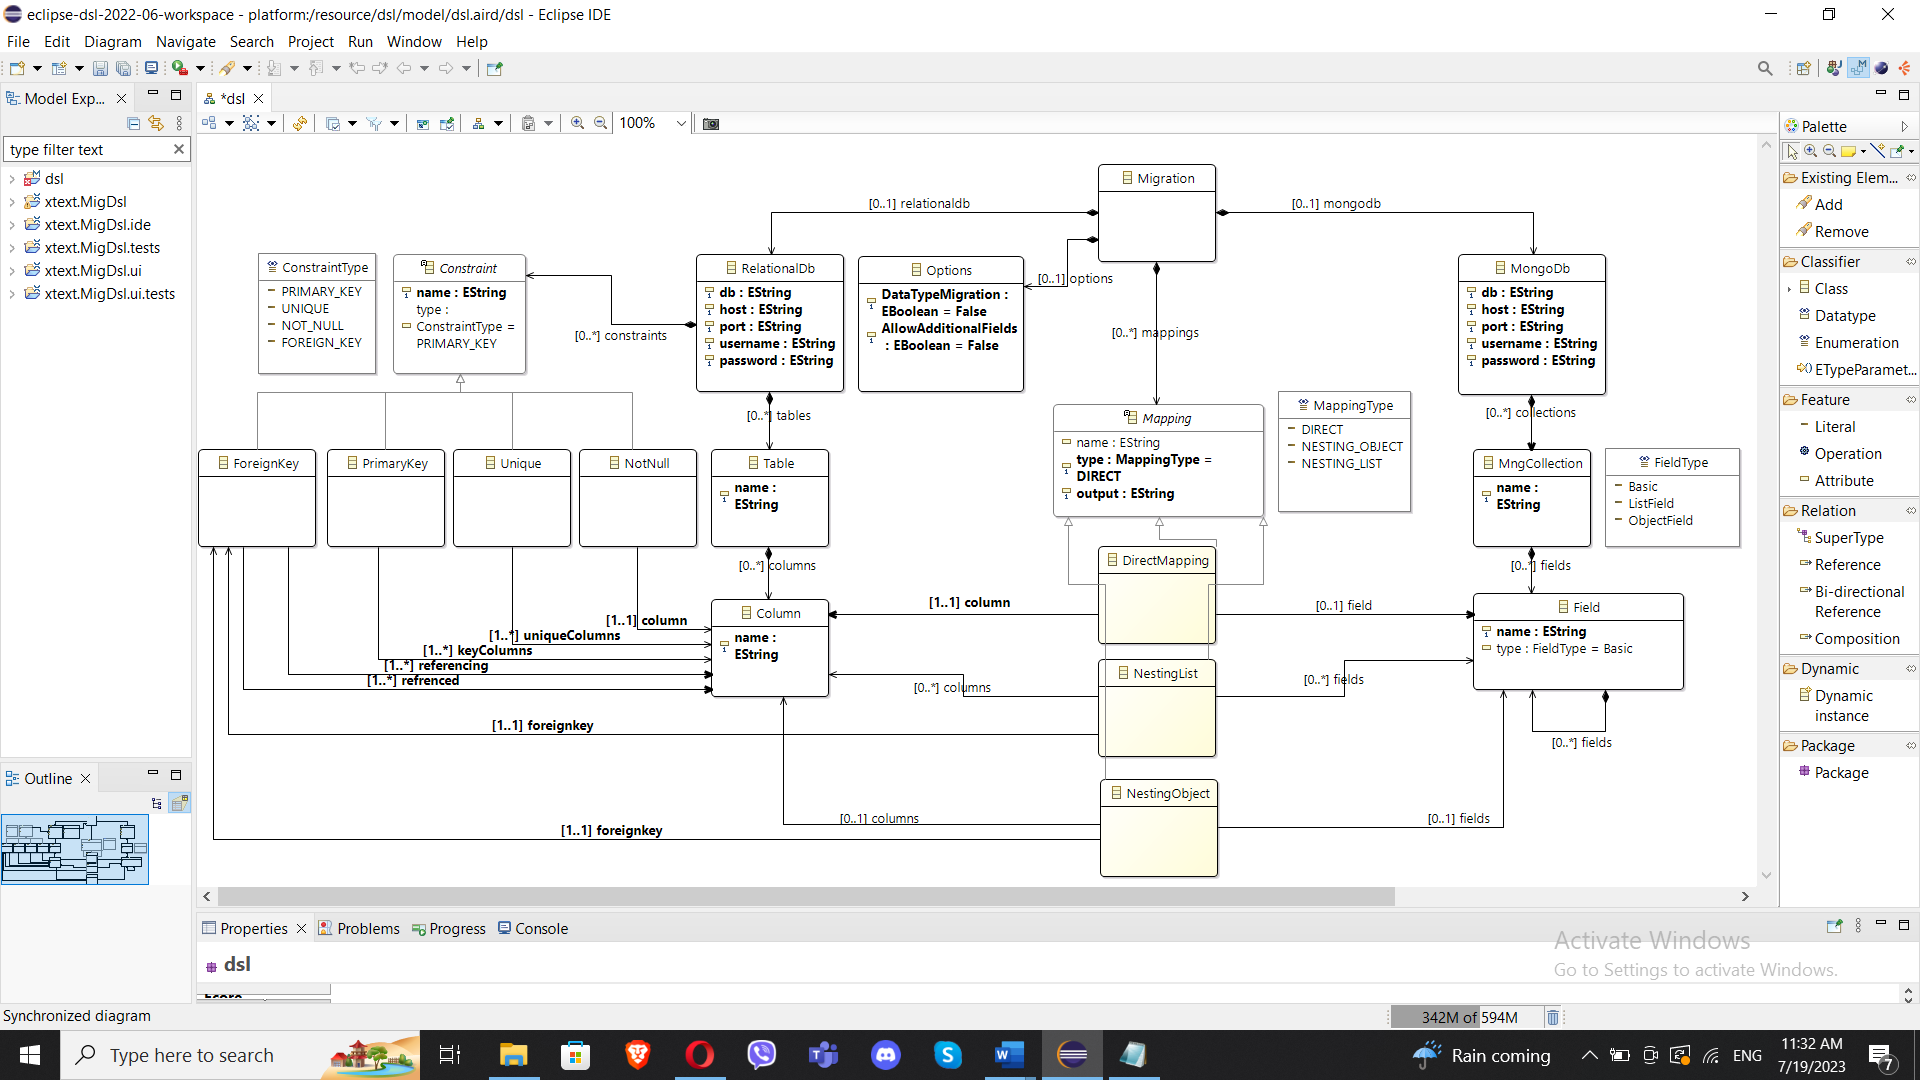 eclipse-dsl-2022-06-workspace - platform:/resource/dsl/model/dsl.aird/dsl - Eclipse IDE
File Edit Diagram Navigate Search Project Run Window Help
Model Exp...
type filter text
dsl
xtext.MigDsl
xtext.MigDsl.ide
xtext.MigDsl.tests
xtext.MigDsl.ui
xtext.MigDsl.ui.tests
Outline
*dsl
100%
Migration
[0..1] relationaldb
[0..1] mongodb
[0..1] options
[0..*] mappings
ConstraintType
PRIMARY_KEY
UNIQUE
NOT_NULL
FOREIGN_KEY
Constraint
name : EString
type :
ConstraintType =
PRIMARY_KEY
[0..*] constraints
RelationalDb
db : EString
host : EString
port : EString
username : EString
password : EString
Options
DataTypeMigration :
EBoolean = False
AllowAdditionalFields
: EBoolean = False
MongoDb
db : EString
host : EString
port : EString
username : EString
password : EString
[0..*] tables
[0..*] collections
Mapping
name : EString
type : MappingType =
DIRECT
output : EString
MappingType
DIRECT
NESTING_OBJECT
NESTING_LIST
ForeignKey
PrimaryKey
Unique
NotNull
Table
name :
EString
MngCollection
name :
EString
FieldType
Basic
ListField
ObjectField
[0..*] columns
[0..*] fields
DirectMapping
Column
name :
EString
[1..1] column
[0..1] field
Field
name : EString
type : FieldType = Basic
[1..1] column
[1..*] uniqueColumns
[1..*] keyColumns
[1..*] referencing
[1..*] refrenced
NestingList
[0..*] columns
[0..*] fields
[1..1] foreignkey
[0..*] fields
NestingObject
[0..1] columns
[0..1] fields
[1..1] foreignkey
Palette
Existing Elem...
Add
Remove
Classifier
Class
Datatype
Enumeration
ETypeParamet...
Feature
Literal
Operation
Attribute
Relation
SuperType
Reference
Bi-directional
Reference
Composition
Dynamic
Dynamic
instance
Package
Package
Properties Problems Progress Console
dsl
Activate Windows
Go to Settings to activate Windows.
Synchronized diagram
342M of 594M
Type here to search
Rain coming
ENG
11:32 AM
7/19/2023
7